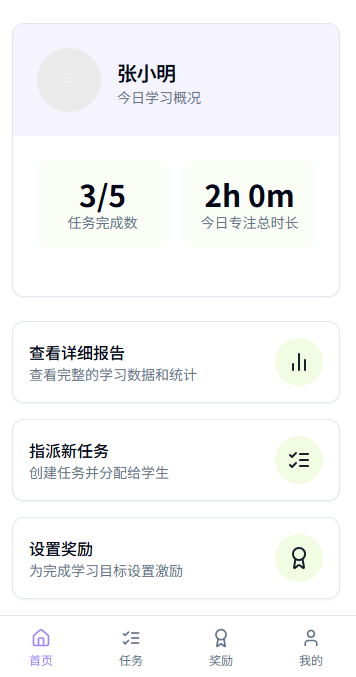 张小明
今日学习概况
3/5
任务完成数
2h 0m
今日专注总时长
查看详细报告
查看完整的学习数据和统计
指派新任务
创建任务并分配给学生
设置奖励
为完成学习目标设置激励
首页
任务
奖励
我的